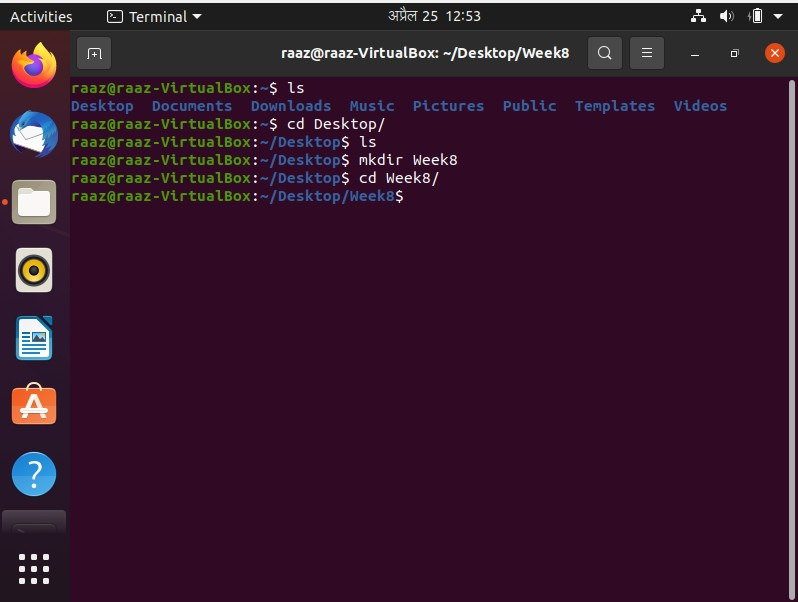 Activities Terminal अप्रैल 25 12:53
raaz@raaz-VirtualBox: ~/Desktop/Week8
raaz@raaz-VirtualBox:~$ ls
Desktop Documents Downloads Music Pictures Public Templates Videos
raaz@raaz-VirtualBox:~$ cd Desktop/
raaz@raaz-VirtualBox:~/Desktop$ ls
raaz@raaz-VirtualBox:~/Desktop$ mkdir Week8
raaz@raaz-VirtualBox:~/Desktop$ cd Week8/
raaz@raaz-VirtualBox:~/Desktop/Week8$